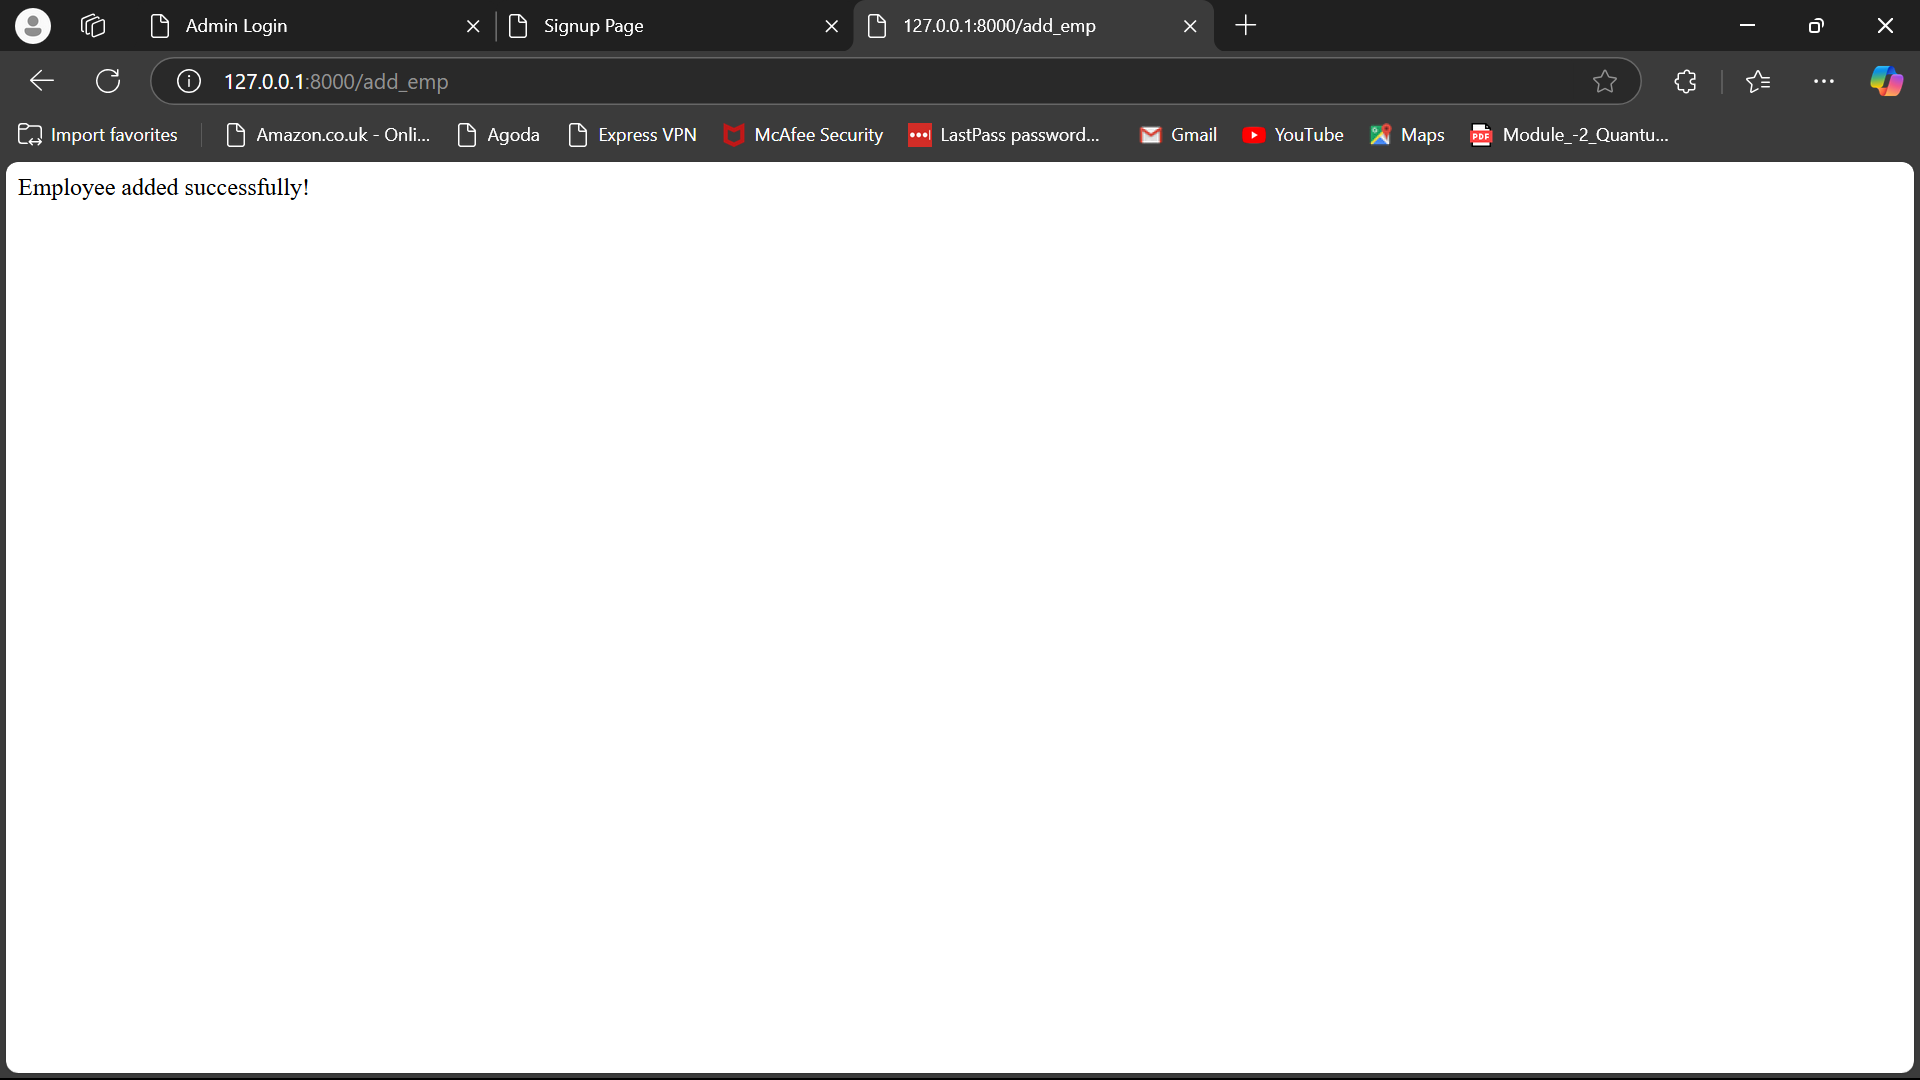 Admin Login
Signup Page
127.0.0.1:8000/add_emp
127.0.0.1:8000/add_emp
Import favorites
Amazon.co.uk - Onli...
Agoda
Express VPN
McAfee Security
LastPass password...
Gmail
YouTube
Maps
PDF
Module_-2_Quantu...
Employee added successfully!